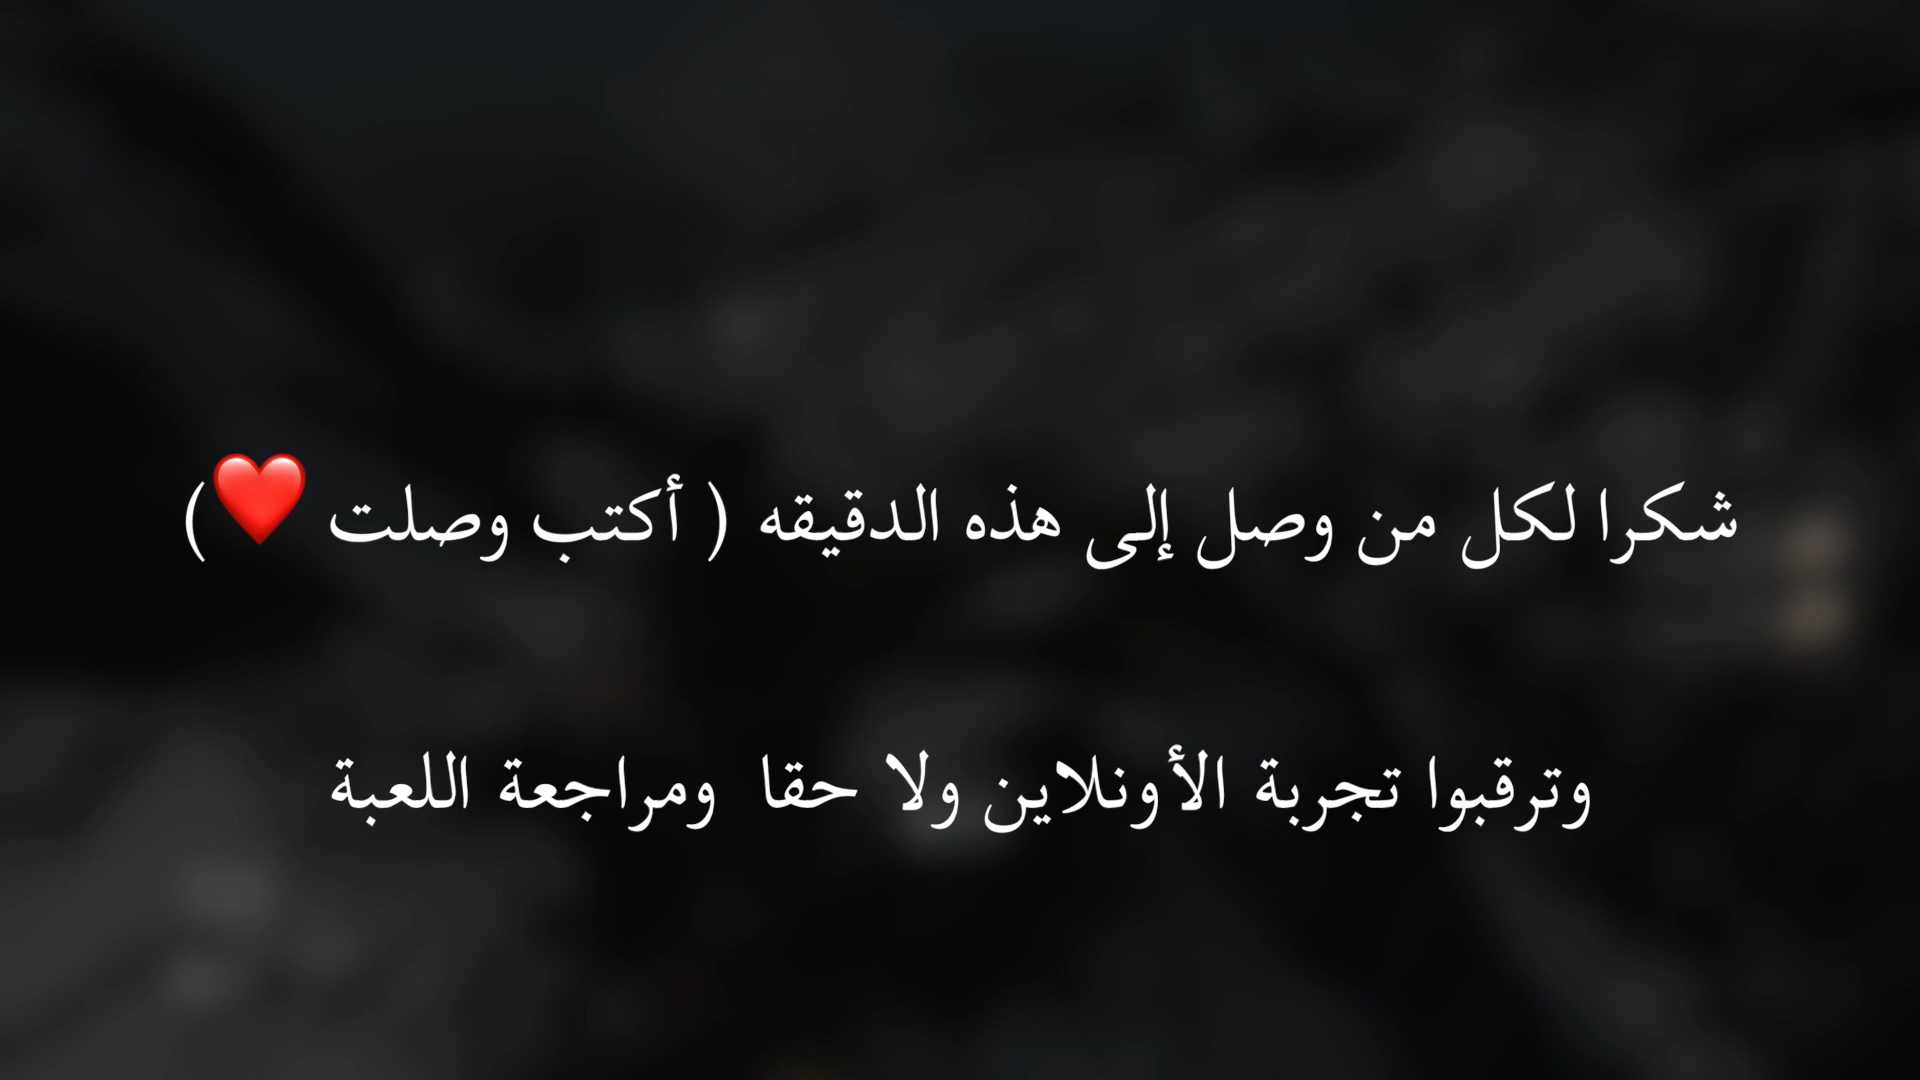 شكرا لكل من وصل إلى هذه الدقيقه ( أكتب وصلت ❤️)
وترقبوا تجربة الأونلاين ولا حقا ومراجعة اللعبة